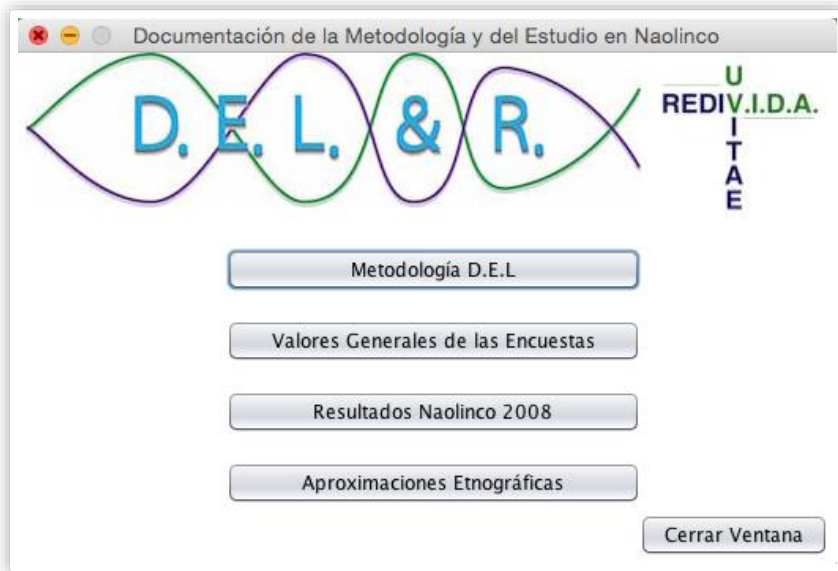 Documentación de la Metodología y del Estudio en Naolinco
D. E. L. & R.
U
REDIV.I.D.A.
I
T
A
E
Metodología D.E.L
Valores Generales de las Encuestas
Resultados Naolinco 2008
Aproximaciones Etnográficas
Cerrar Ventana